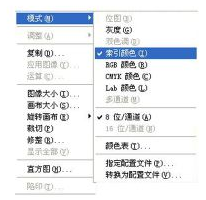 模式(M)
调整(A)
复制(D)...
应用图像(Y)...
运算(C)...
图像大小(I)...
画布大小(S)...
旋转画布(E)
裁切(P)
修整(R)...
显示全部(V)
直方图(H)...
陷印(T)...
位图(B)
灰度(G)
双色调(D)
✓ 索引颜色(I)
RGB 颜色(R)
CMYK 颜色(C)
Lab 颜色(L)
多通道(M)
✓ 8 位/通道(A)
16 位/通道(N)
颜色表(T)...
指定配置文件(P)...
转换为配置文件(V)...